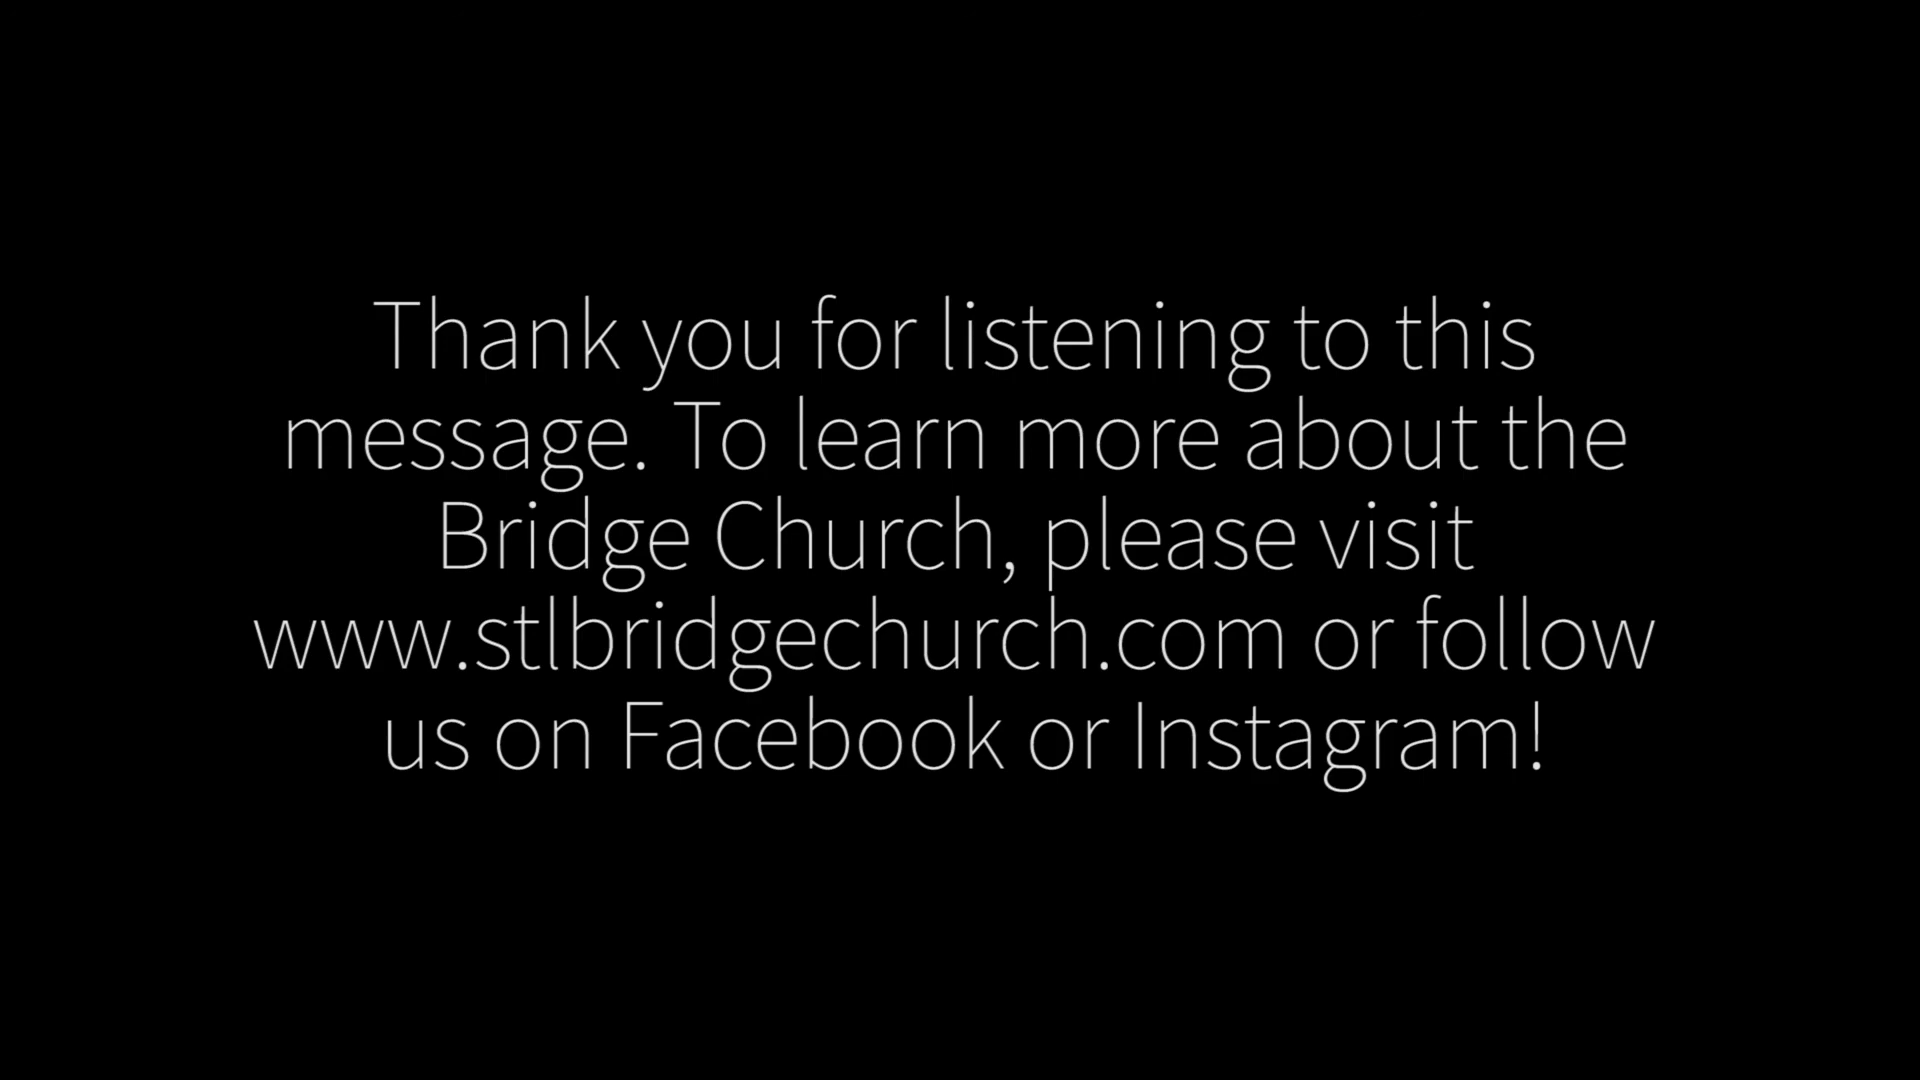 Thank you for listening to this
message. To learn more about the
Bridge Church, please visit
www.stlbridgechurch.com or follow
us on Facebook or Instagram!